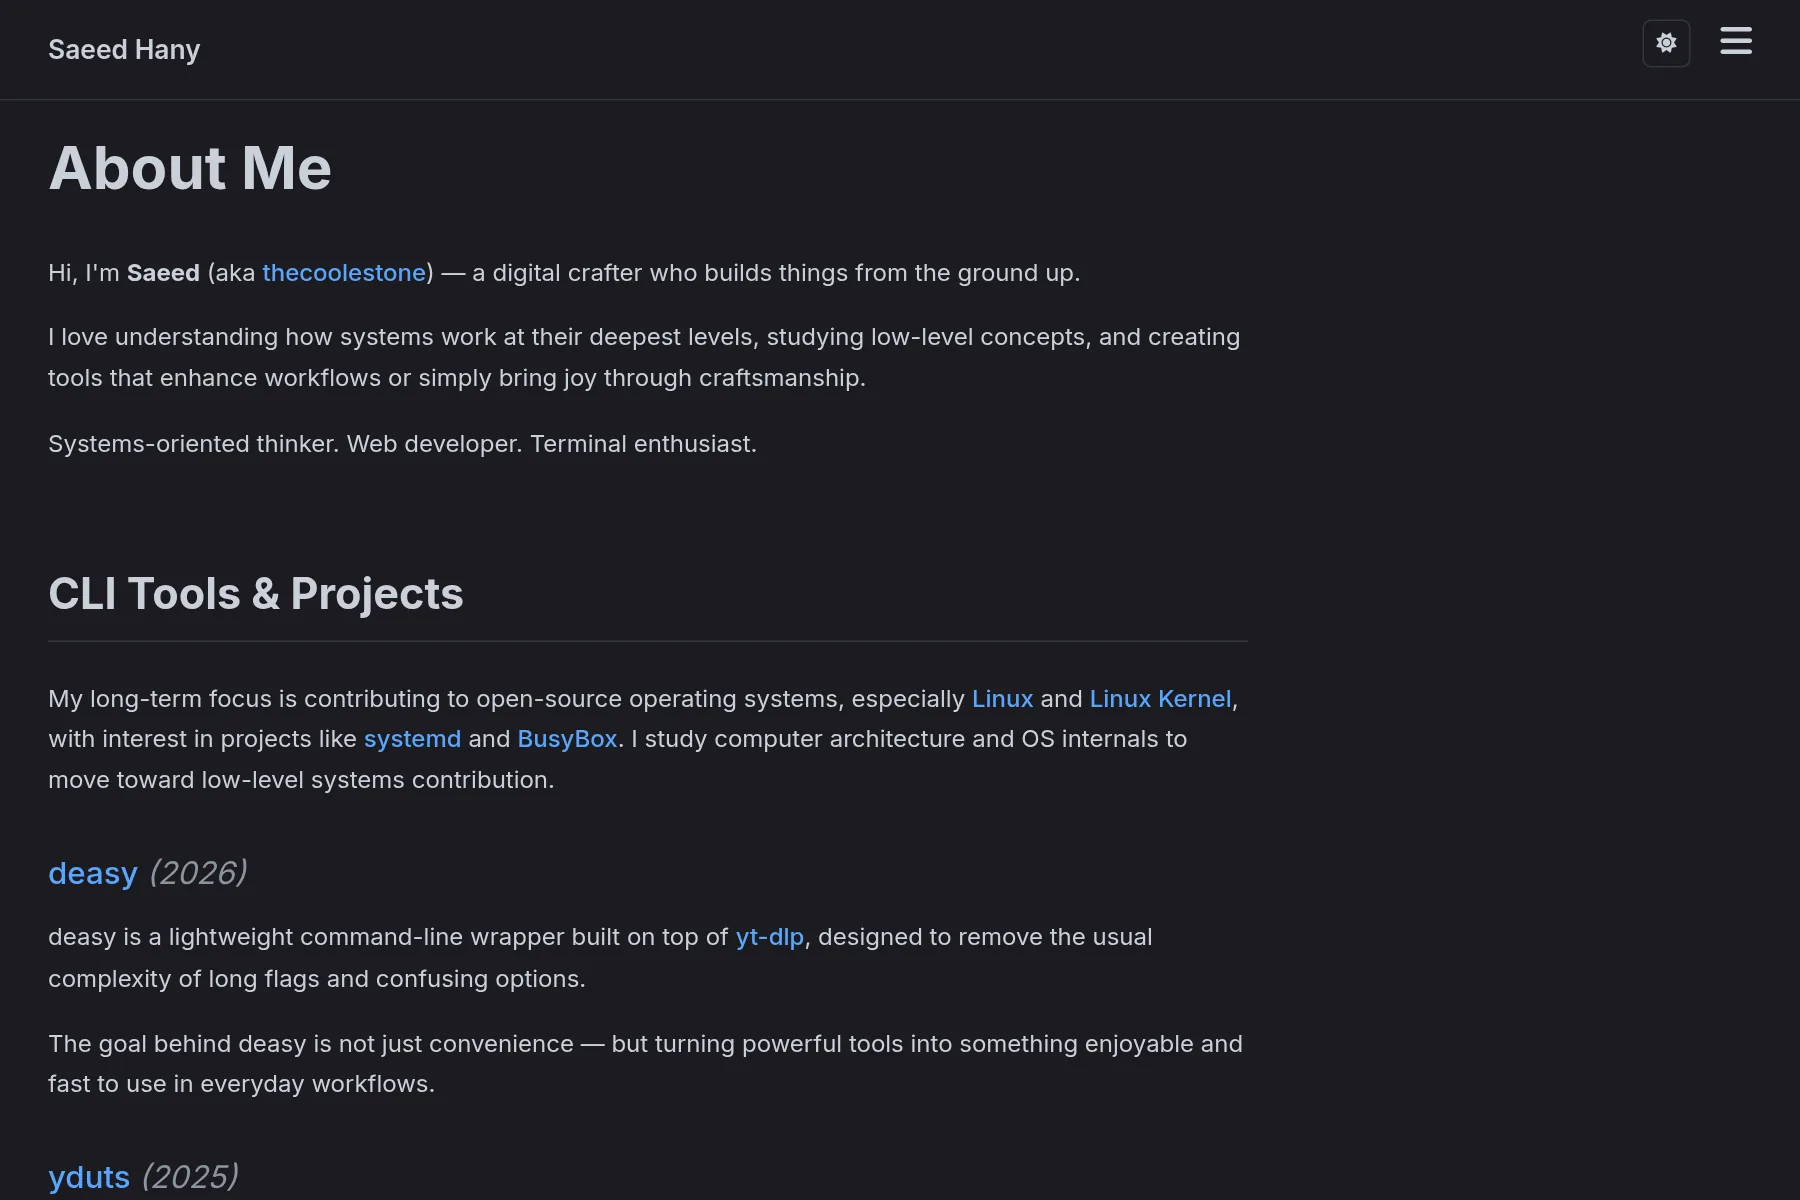 Saeed Hany
About Me
Hi, I'm Saeed (aka thecoolestone) — a digital crafter who builds things from the ground up.
I love understanding how systems work at their deepest levels, studying low-level concepts, and creating
tools that enhance workflows or simply bring joy through craftsmanship.
Systems-oriented thinker. Web developer. Terminal enthusiast.
CLI Tools & Projects
My long-term focus is contributing to open-source operating systems, especially Linux and Linux Kernel,
with interest in projects like systemd and BusyBox. I study computer architecture and OS internals to
move toward low-level systems contribution.
deasy (2026)
deasy is a lightweight command-line wrapper built on top of yt-dlp, designed to remove the usual
complexity of long flags and confusing options.
The goal behind deasy is not just convenience — but turning powerful tools into something enjoyable and
fast to use in everyday workflows.
yduts (2025)